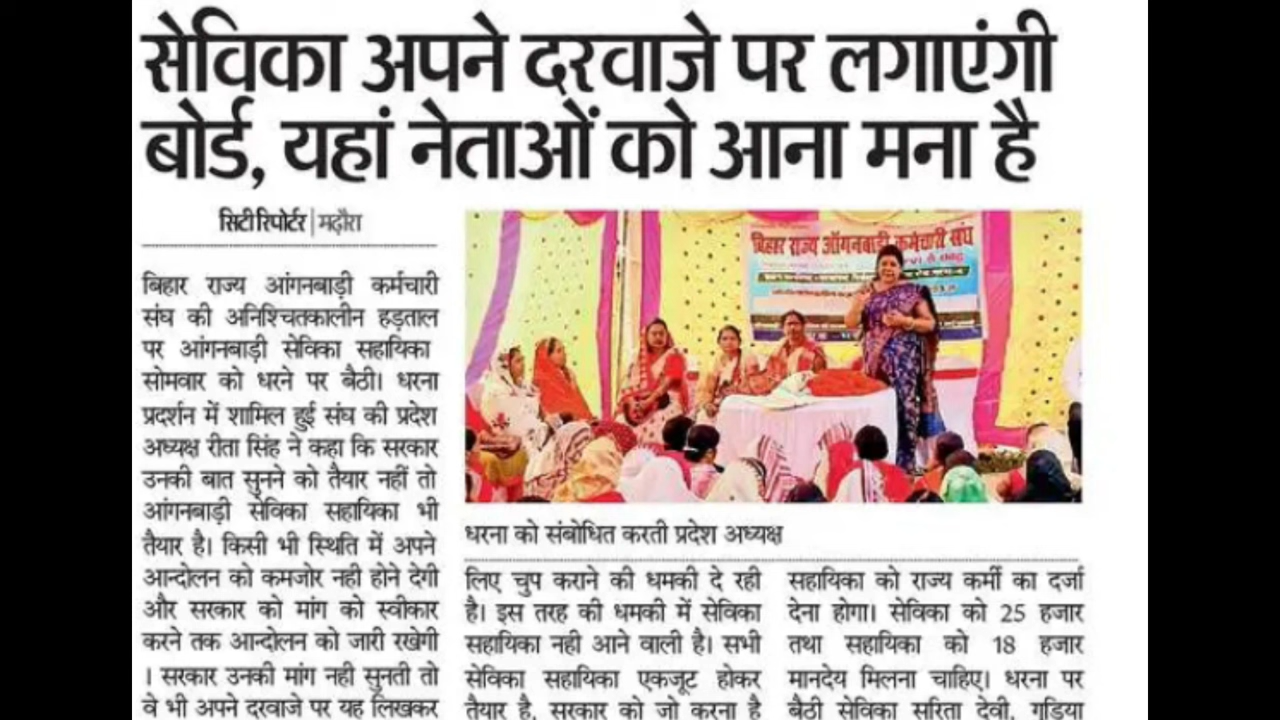 सेविका अपने दरवाजे पर लगाएंगी
बोर्ड, यहां नेताओं को आना मना है
सिटी रिपोर्टर | मढ़ौरा
बिहार राज्य आंगनबाड़ी कर्मचारी
संघ की अनिश्चितकालीन हड़ताल
पर आंगनबाड़ी सेविका सहायिका
सोमवार को धरने पर बैठी। धरना
प्रदर्शन में शामिल हुई संघ की प्रदेश
अध्यक्ष रीता सिंह ने कहा कि सरकार
उनकी बात सुनने को तैयार नहीं तो
आंगनबाड़ी सेविका सहायिका भी
तैयार है। किसी भी स्थिति में अपने
आन्दोलन को कमजोर नही होने देगी
और सरकार को मांग को स्वीकार
करने तक आन्दोलन को जारी रखेगी
। सरकार उनकी मांग नही सुनती तो
वे भी अपने दरवाजे पर यह लिखकर
बिहार राज्य ऑगनबाड़ी कर्मचारी संघ
धरना को संबोधित करती प्रदेश अध्यक्ष
लिए चुप कराने की धमकी दे रही
है। इस तरह की धमकी में सेविका
सहायिका नही आने वाली है। सभी
सेविका सहायिका एकजूट होकर
तैयार है, सरकार को जो करना है
सहायिका को राज्य कर्मी का दर्जा
देना होगा। सेविका को 25 हजार
तथा सहायिका को 18 हजार
मानदेय मिलना चाहिए। धरना पर
बैठी सेविका सरिता देवी, गुड़िया